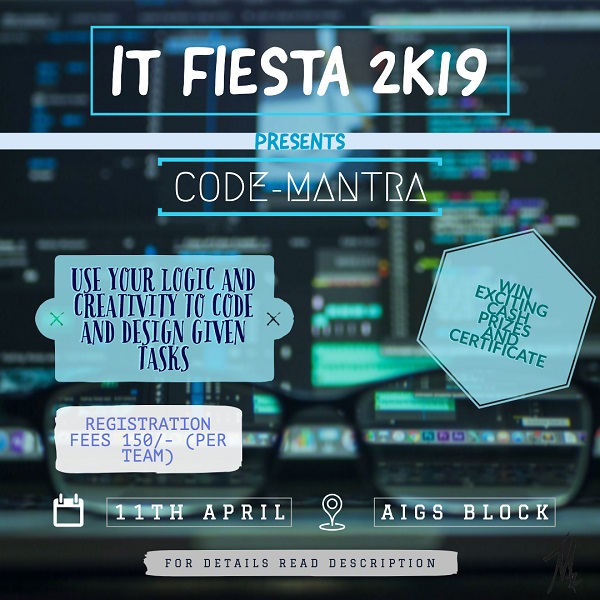 IT FIESTA 2K19
PRESENTS
CODE-MANTRA
USE YOUR LOGIC AND
CREATIVITY TO CODE
AND DESIGN GIVEN
TASKS
WIN
EXCITING
CASH
PRIZES
AND
CERTIFICATE
REGISTRATION
FEES 150/- (PER
TEAM)
11TH APRIL
AIGS BLOCK
FOR DETAILS READ DESCRIPTION